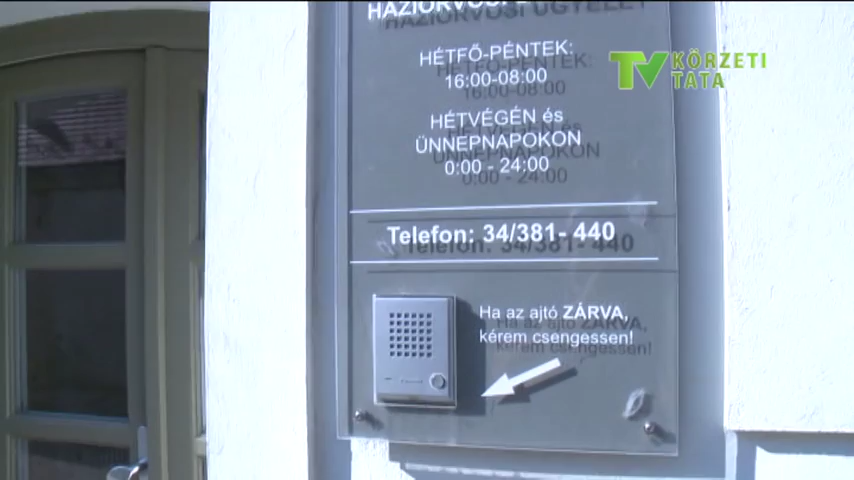 HÁZIORVOSI ÜGYELET
HÉTFŐ-PÉNTEK:
16:00-08:00
HÉTVÉGÉN és
ÜNNEPNAPOKON
0:00 - 24:00
Telefon: 34/381- 440
Ha az ajtó ZÁRVA,
kérem csengessen!
TV KÖRZETI
TATA